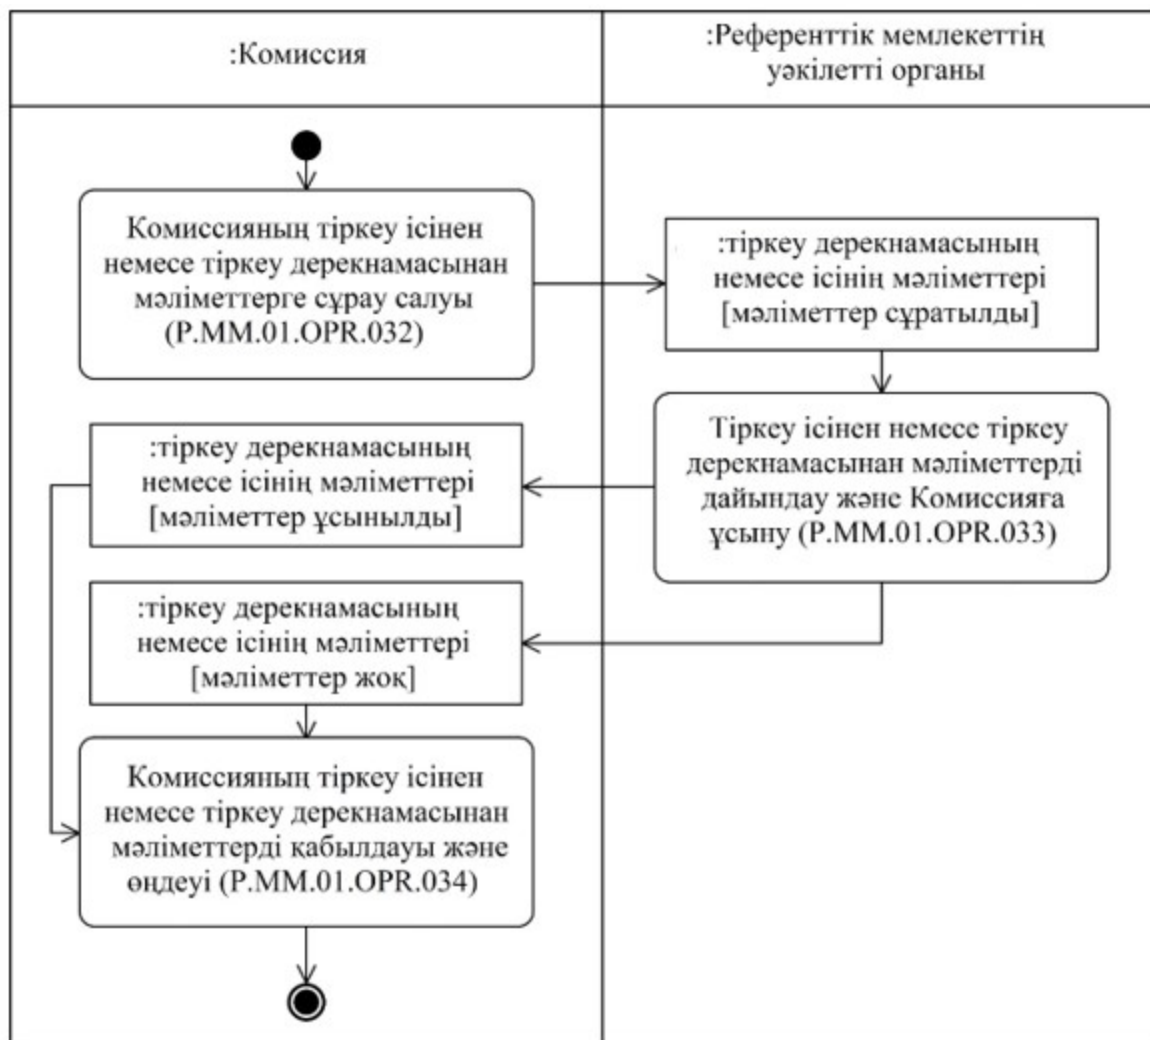 :Комиссия
:Референттік мемлекеттің
уәкілетті органы
Комиссияның тіркеу ісінен
немесе тіркеу дерекнамасынан
мәліметтерге сұрау салуы
(P.MM.01.OPR.032)
:тіркеу дерекнамасының
немесе ісінің мәліметтері
[мәліметтер сұратылды]
Тіркеу ісінен немесе тіркеу
дерекнамасынан мәліметтерді
дайындау және Комиссияға
ұсыну (P.MM.01.OPR.033)
:тіркеу дерекнамасының
немесе ісінің мәліметтері
[мәліметтер ұсынылды]
:тіркеу дерекнамасының
немесе ісінің мәліметтері
[мәліметтер жоқ]
Комиссияның тіркеу ісінен
немесе тіркеу дерекнамасынан
мәліметтерді қабылдауы және
өңдеуі (P.MM.01.OPR.034)